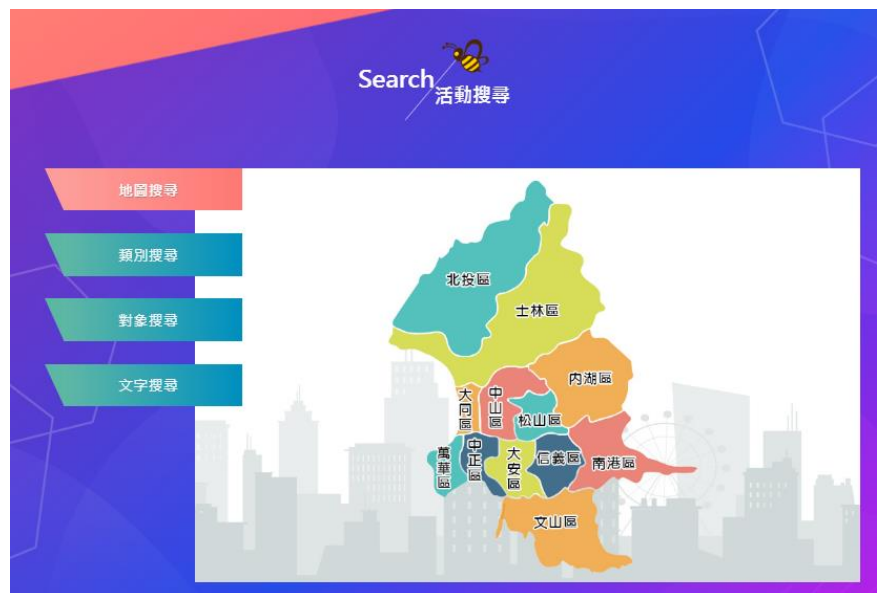 Search
活動搜尋
地圖搜尋
類別搜尋
對象搜尋
文字搜尋
北投區
士林區
內湖區
大同區
中山區
松山區
萬華區
中正區
大安區
信義區
南港區
文山區